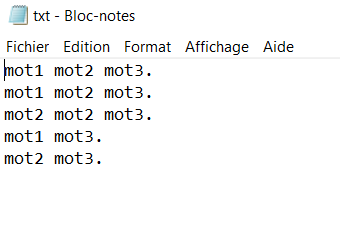 txt - Bloc-notes
Fichier Edition Format Affichage Aide
mot1 mot2 mot3.
mot1 mot2 mot3.
mot2 mot2 mot3.
mot1 mot3.
mot2 mot3.